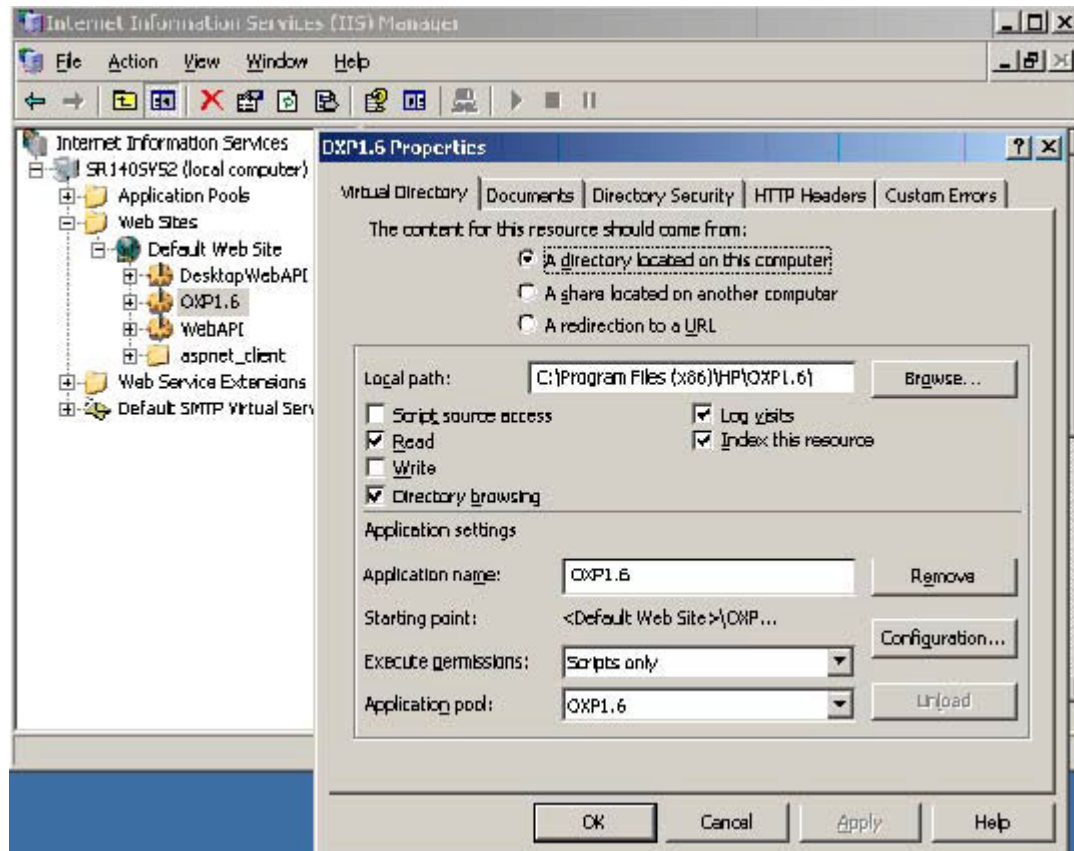 Internet Information Services (IIS) Manager
File Action View Window Help
Internet Information Services
SR140SYS2 (local computer)
Application Pools
Web Sites
Default Web Site
DesktopWebAPI
OXP1.6
WebAPI
aspnet_client
Web Service Extensions
Default SMTP Virtual Serv
OXP1.6 Properties
Virtual Directory Documents Directory Security HTTP Headers Custom Errors
The content for this resource should come from:
A directory located on this computer
A share located on another computer
A redirection to a URL
Local path: C:\Program Files (x86)\HP\OXP1.6\ Browse...
Script source access Log visits
Read Index this resource
Write
Directory browsing
Application settings
Application name: OXP1.6 Remove
Starting point: <Default Web Site>\OXP...
Configuration...
Execute permissions: Scripts only
Application pool: OXP1.6 Unload
OK Cancel Apply Help